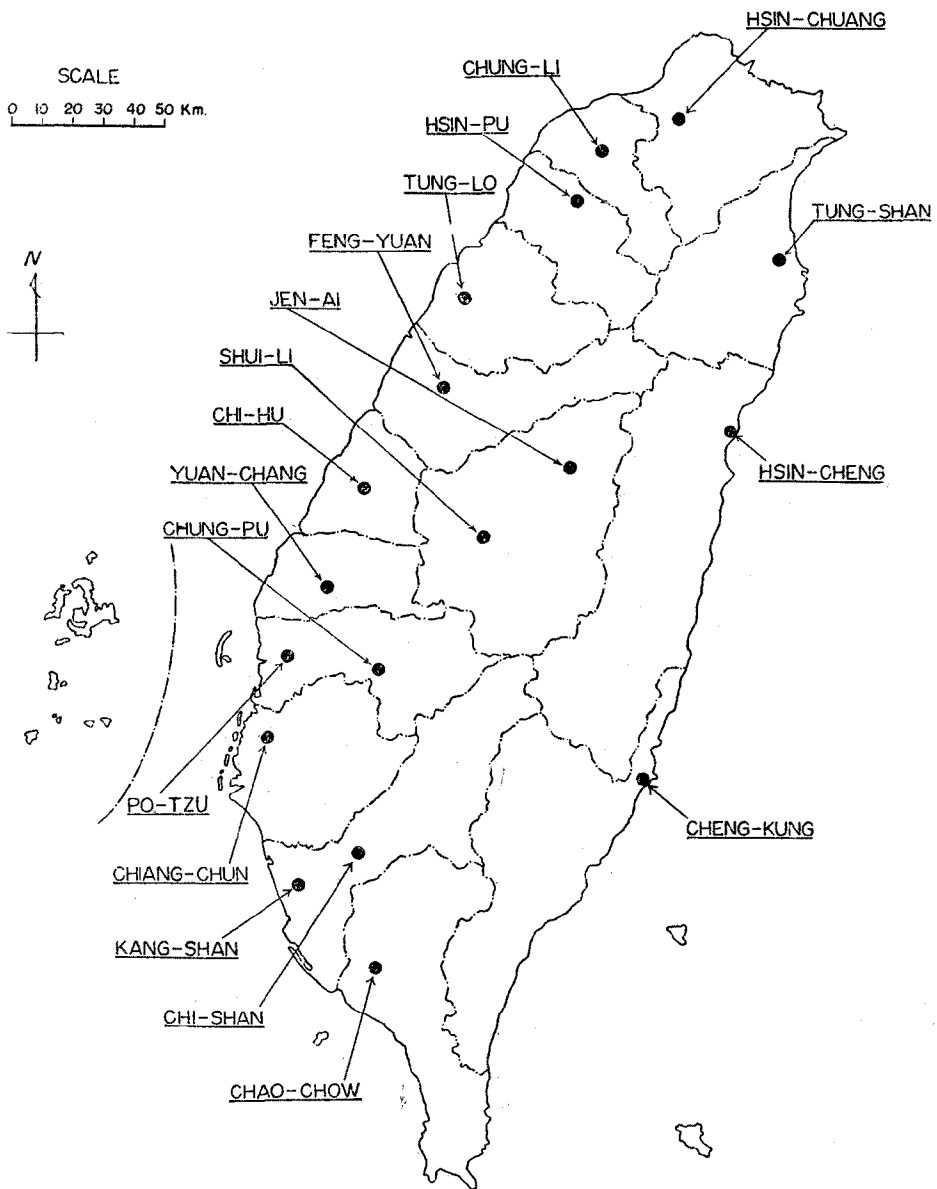 HSIN-CHUANG
CHUNG-LI
SCALE
0 10 20 30 40 50 Km.
HSIN-PU
TUNG-LO
TUNG-SHAN
FENG-YUAN
N
JEN-AI
SHUI-LI
CHI-HU
YUAN-CHANG
HSIN-CHENG
CHUNG-PU
PO-TZU
CHENG-KUNG
CHIANG-CHUN
KANG-SHAN
CHI-SHAN
CHAO-CHOW